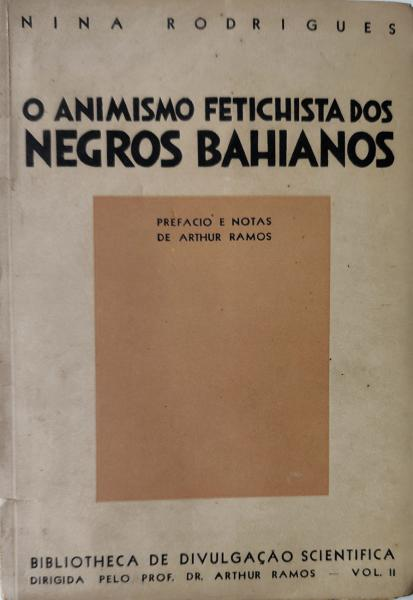 NINA RODRIGUES
O ANIMISMO FETICHISTA DOS
NEGROS BAHIANOS
PREFACIO E NOTAS
DE ARTHUR RAMOS
BIBLIOTHECA DE DIVULGAÇÃO SCIENTIFICA
DIRIGIDA PELO PROF. DR. ARTHUR RAMOS — VOL. II